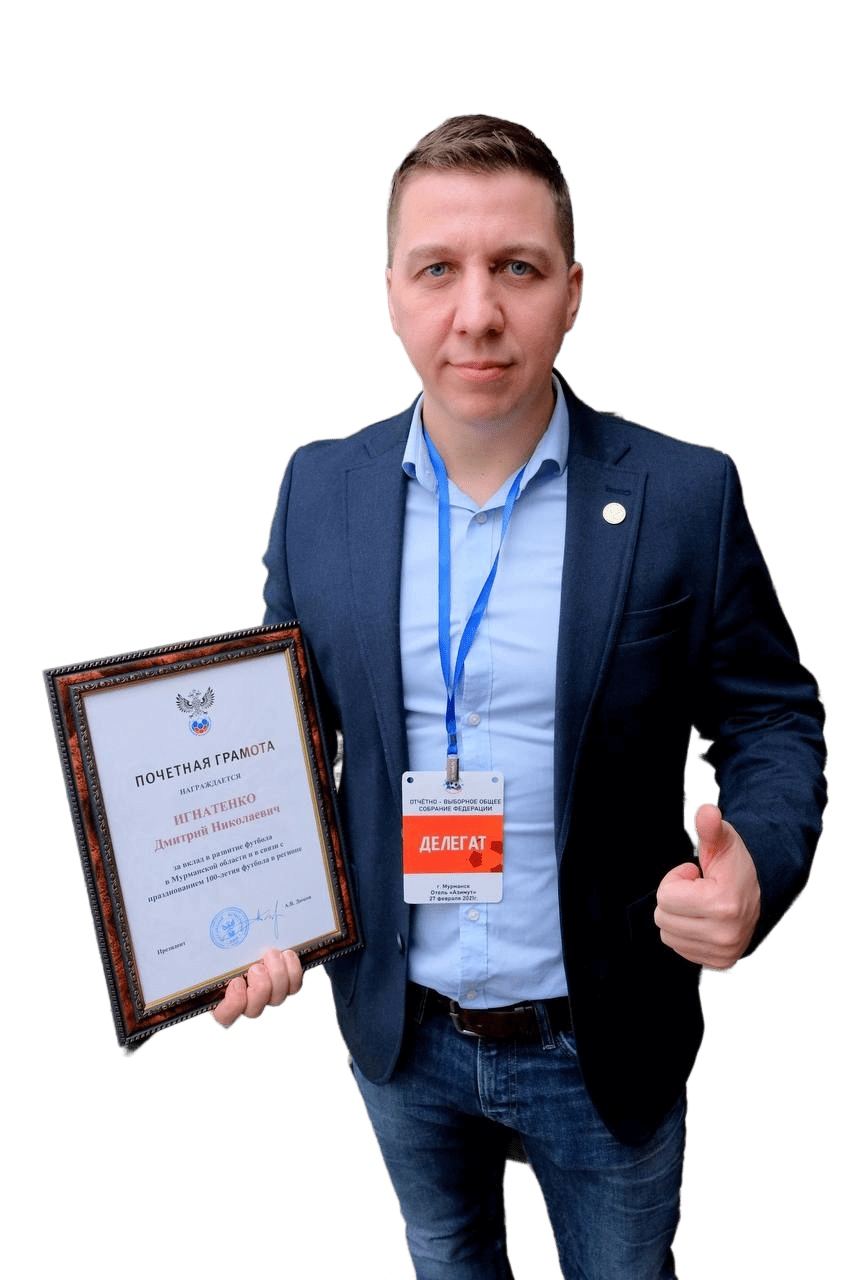 ПОЧЕТНАЯ ГРАМОТА
НАГРАЖДАЕТСЯ
ИГНАТЕНКО
Дмитрий Николаевич
за вклад в развитие футбола
в Мурманской области и в связи с
празднованием 100-летия футбола в регионе
Президент
А.В. Дюков
ОТЧЁТНО - ВЫБОРНОЕ ОБЩЕЕ
СОБРАНИЕ ФЕДЕРАЦИИ
ДЕЛЕГАТ
г. Мурманск
Отель «Азимут»
27 февраля 2021г.